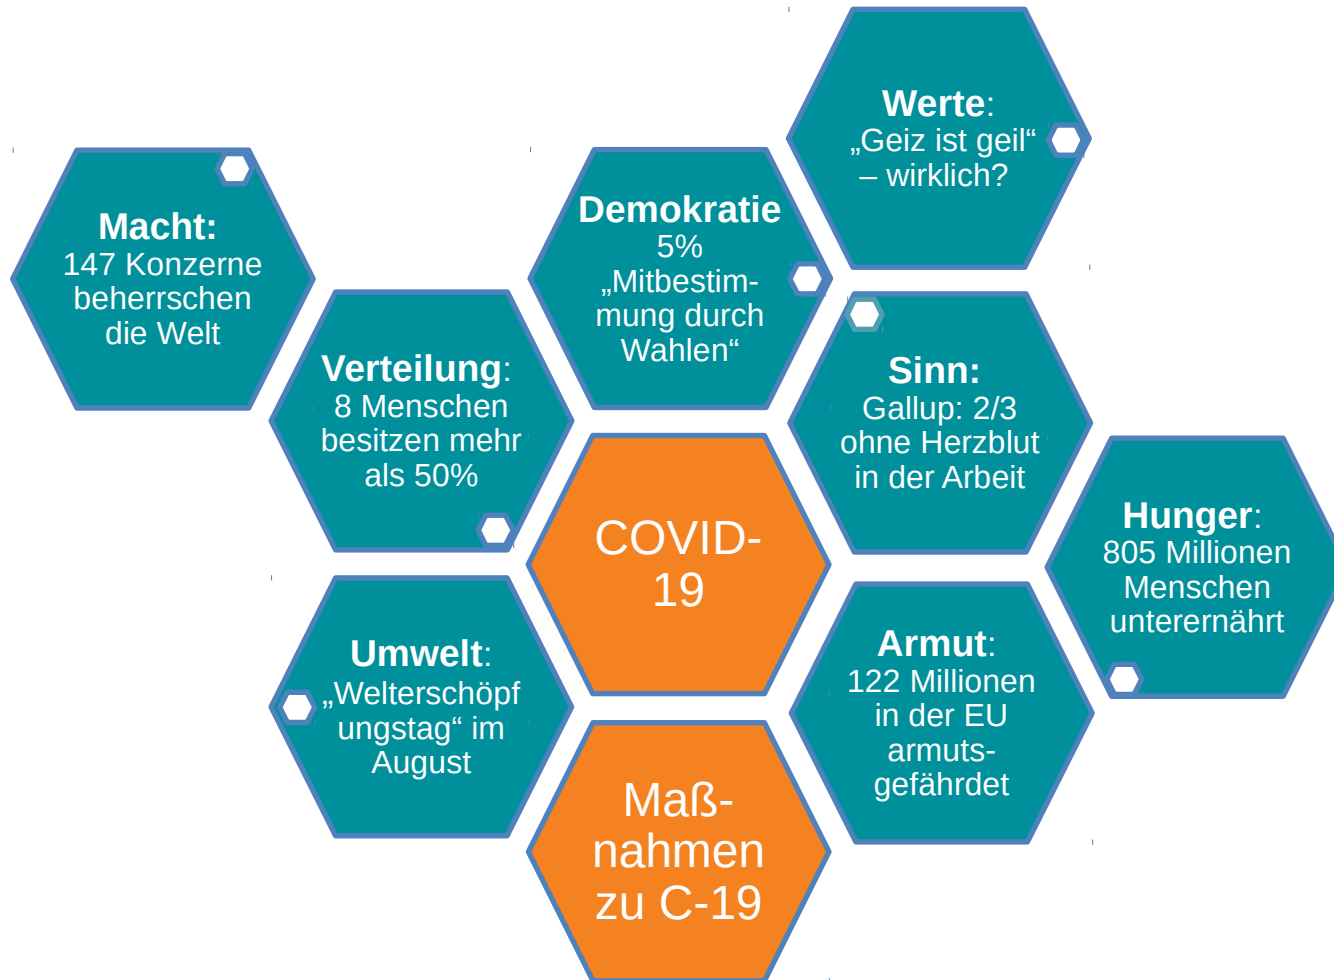 Werte:
„Geiz ist geil“
– wirklich?
Macht:
147 Konzerne
beherrschen
die Welt
Demokratie
5%
„Mitbestim-
mung durch
Wahlen“
Verteilung:
8 Menschen
besitzen mehr
als 50%
Sinn:
Gallup: 2/3
ohne Herzblut
in der Arbeit
COVID-
19
Hunger:
805 Millionen
Menschen
unterernährt
Umwelt:
„Welterschöpf
ungstag“ im
August
Armut:
122 Millionen
in der EU
armuts-
gefährdet
Maß-
nahmen
zu C-19